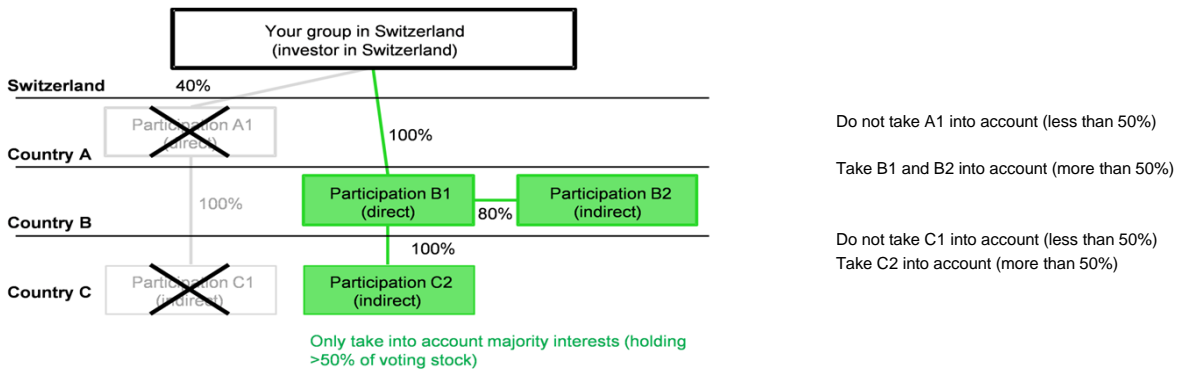 Your group in Switzerland
(investor in Switzerland)
Switzerland
40%
Participation A1
(direct)
Do not take A1 into account (less than 50%)
100%
Country A
Take B1 and B2 into account (more than 50%)
100%
Participation B1
(direct)
80%
Participation B2
(indirect)
Country B
Do not take C1 into account (less than 50%)
100%
Take C2 into account (more than 50%)
Country C
Participation C1
(indirect)
Participation C2
(indirect)
Only take into account majority interests (holding
>50% of voting stock)